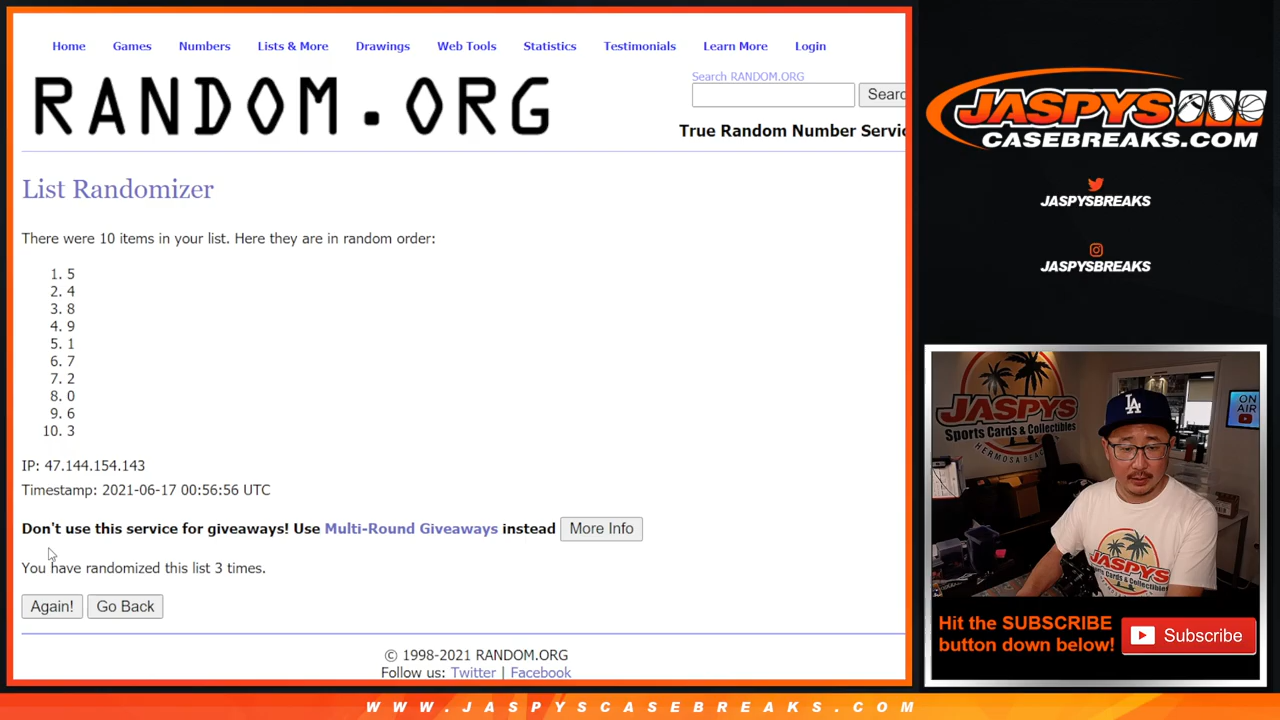 Home Games Numbers Lists & More Drawings Web Tools Statistics Testimonials Learn More Login
RANDOM.ORG
Search RANDOM.ORG
Searc
True Random Number Servic
List Randomizer
There were 10 items in your list. Here they are in random order:
1. 5
2. 4
3. 8
4. 9
5. 1
6. 7
7. 2
8. 0
9. 6
10. 3
IP: 47.144.154.143
Timestamp: 2021-06-17 00:56:56 UTC
Don't use this service for giveaways! Use Multi-Round Giveaways instead More Info
You have randomized this list 3 times.
Again! Go Back
© 1998-2021 RANDOM.ORG
Follow us: Twitter | Facebook
JASPYS
CASEBREAKS.COM
JASPYSBREAKS
JASPYSBREAKS
JASPYS
Sports Cards & Collectibles
HERMOSA BEACH
LA
ON
AIR
JASPYS
Hit the SUBSCRIBE
button down below!
Subscribe
WWW.JASPYSCASEBREAKS.COM